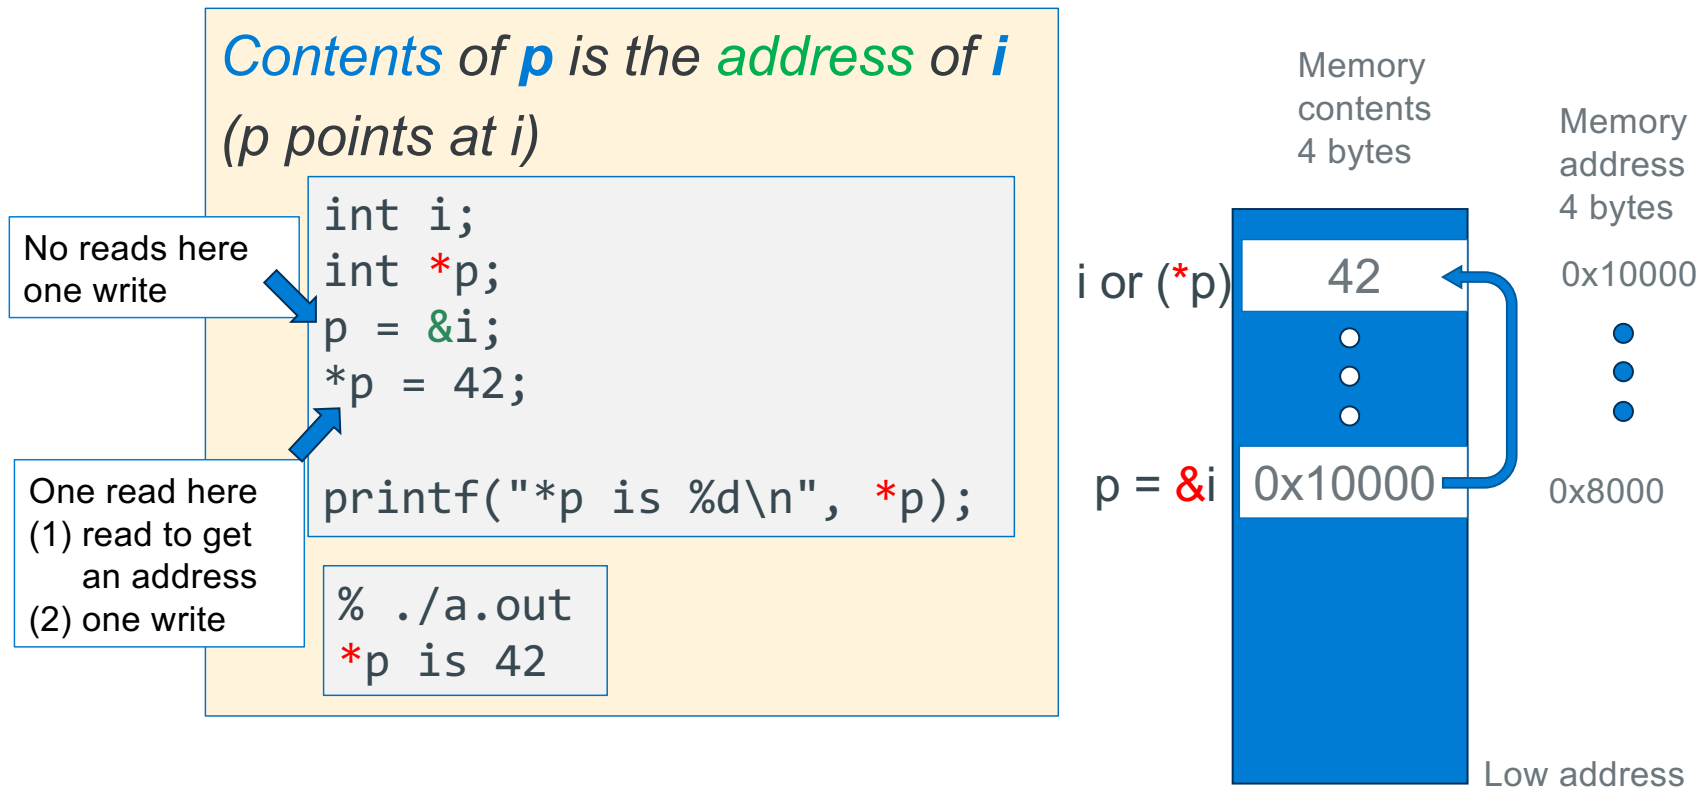 Contents of p is the address of i
(p points at i)
No reads here
one write
int i;
int *p;
p = &i;
*p = 42;
printf("*p is %d\n", *p);
One read here
(1) read to get
an address
(2) one write
% ./a.out
*p is 42
Memory
contents
4 bytes
Memory
address
4 bytes
i or (*p)
42
0x10000
p = &i
0x10000
0x8000
Low address